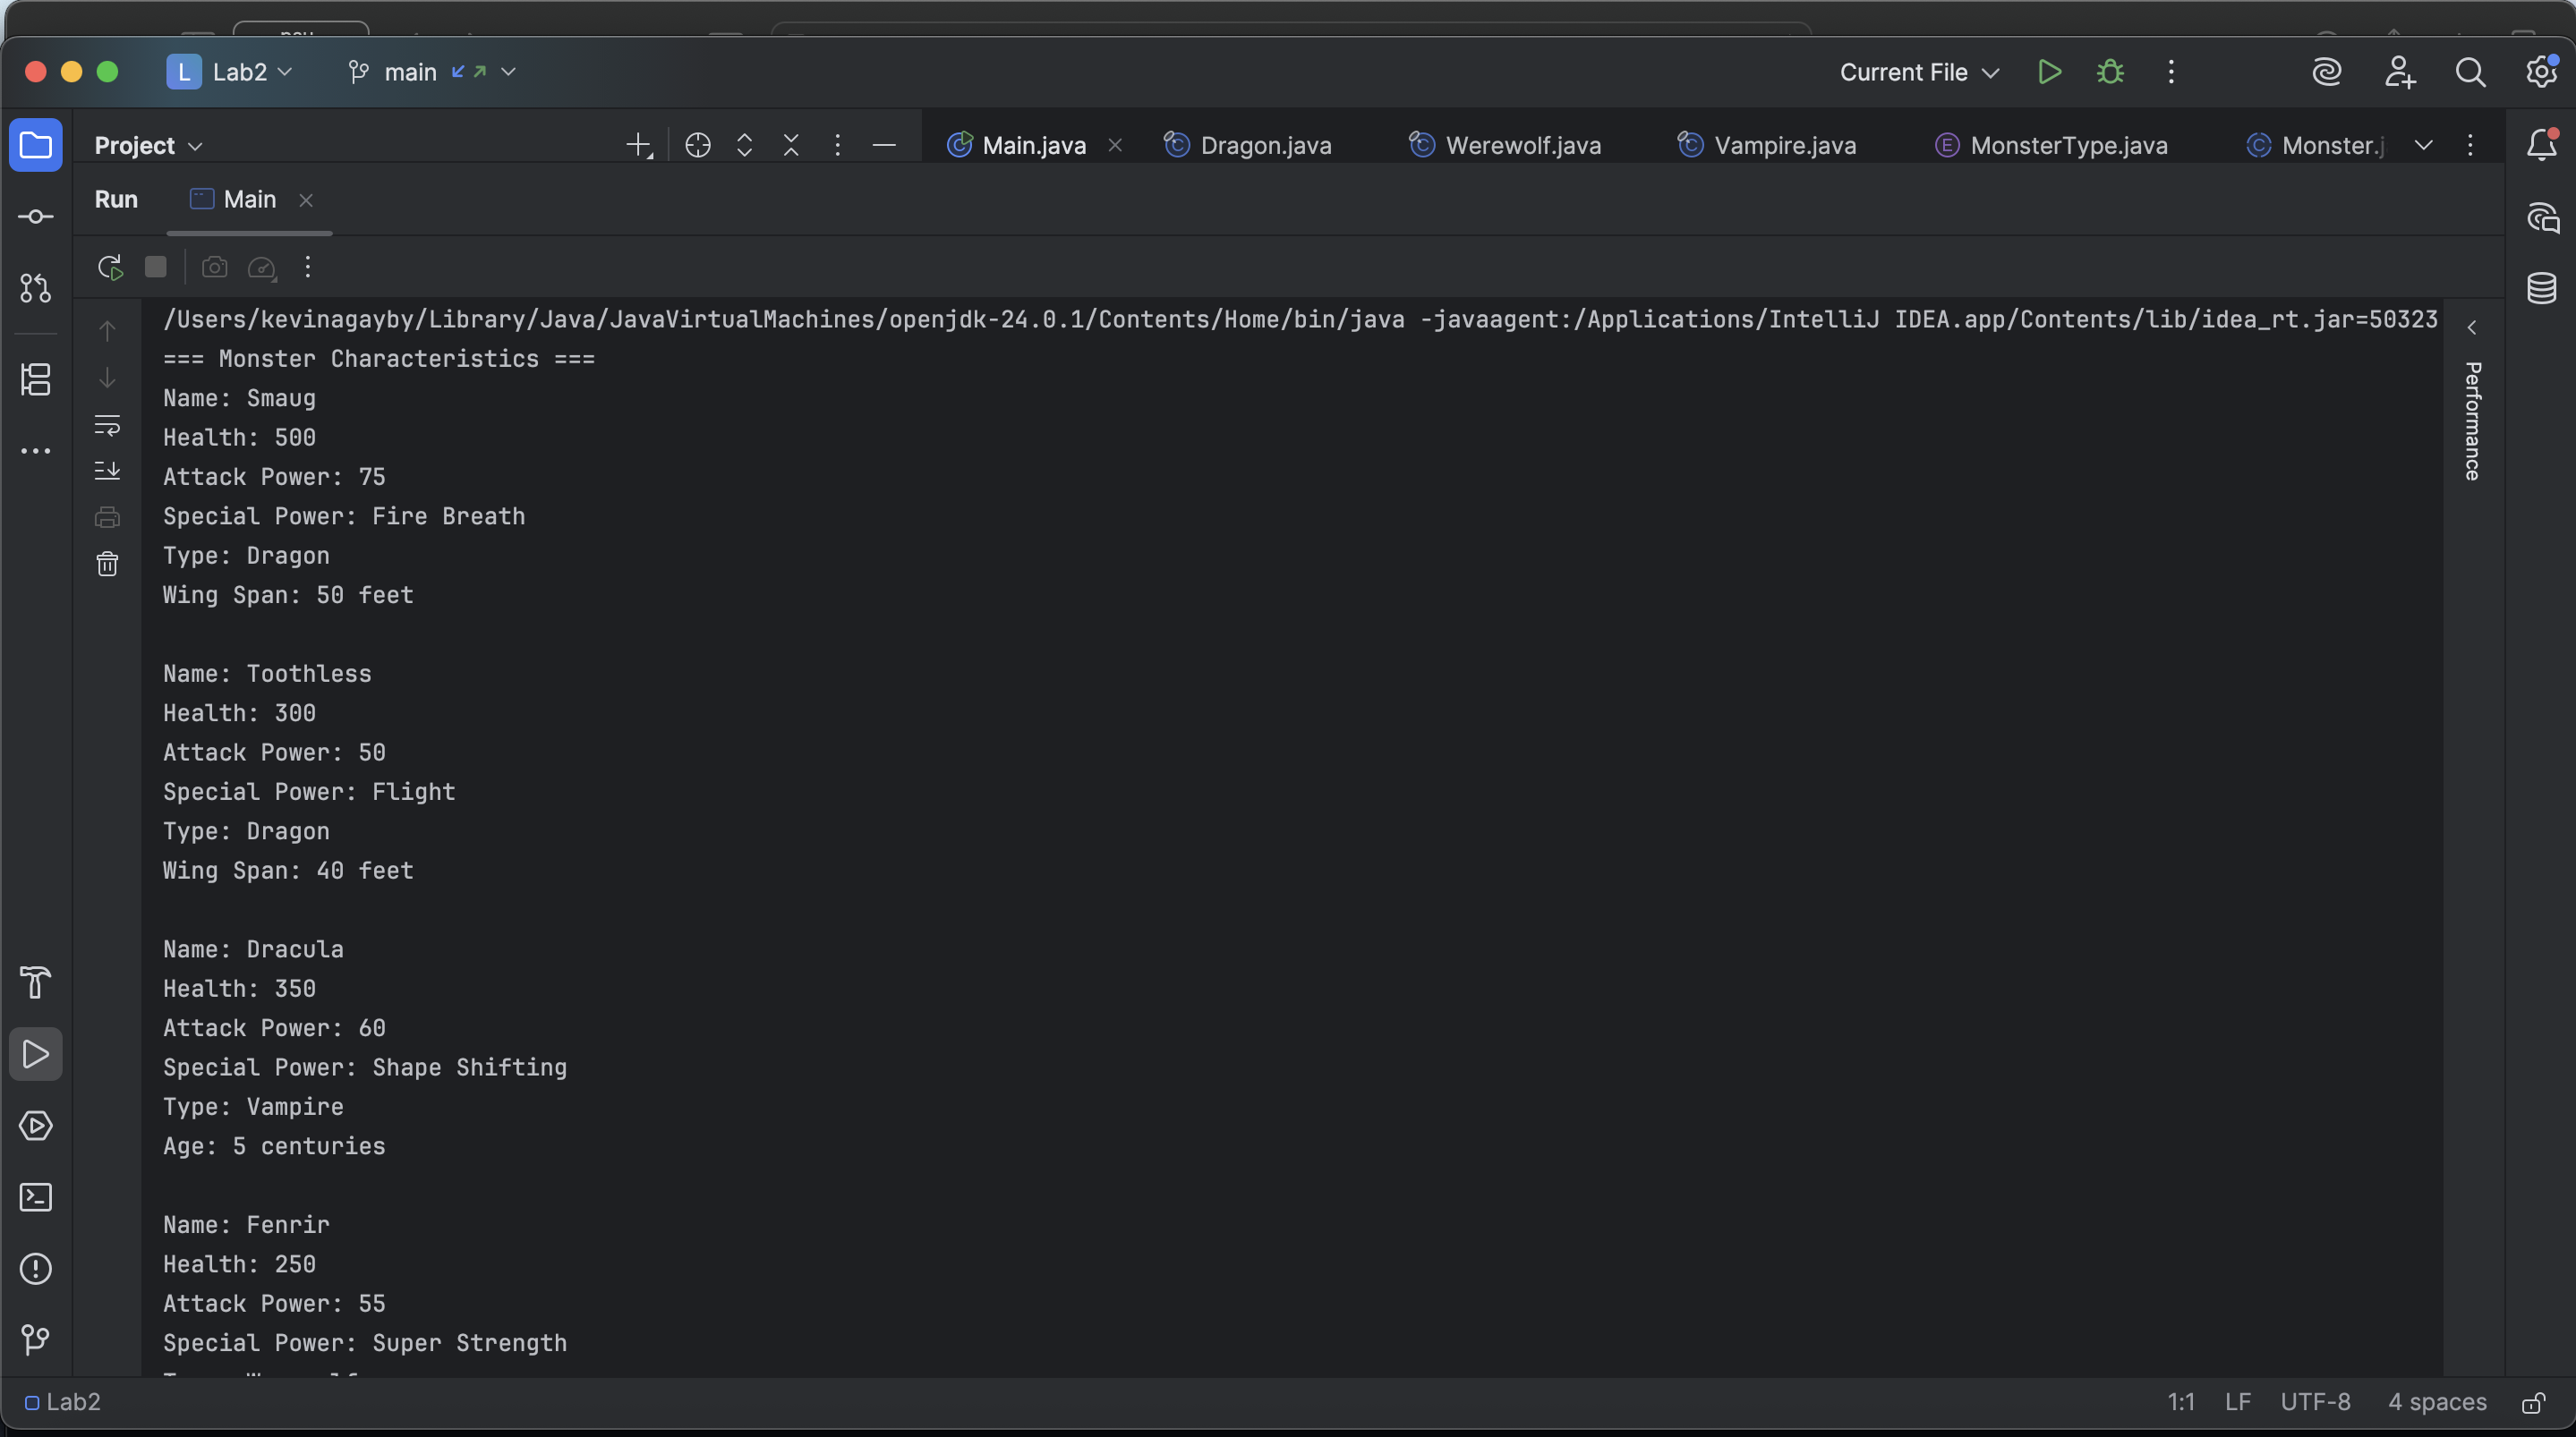 L Lab2 main Current File
Project Main.java Dragon.java Werewolf.java Vampire.java MonsterType.java Monster.j
Run Main
/Users/kevinagayby/Library/Java/JavaVirtualMachines/openjdk-24.0.1/Contents/Home/bin/java -javaagent:/Applications/IntelliJ IDEA.app/Contents/lib/idea_rt.jar=50323
=== Monster Characteristics ===
Name: Smaug
Health: 500
Attack Power: 75
Special Power: Fire Breath
Type: Dragon
Wing Span: 50 feet
Name: Toothless
Health: 300
Attack Power: 50
Special Power: Flight
Type: Dragon
Wing Span: 40 feet
Name: Dracula
Health: 350
Attack Power: 60
Special Power: Shape Shifting
Type: Vampire
Age: 5 centuries
Name: Fenrir
Health: 250
Attack Power: 55
Special Power: Super Strength
Performance
Lab2 1:1 LF UTF-8 4 spaces